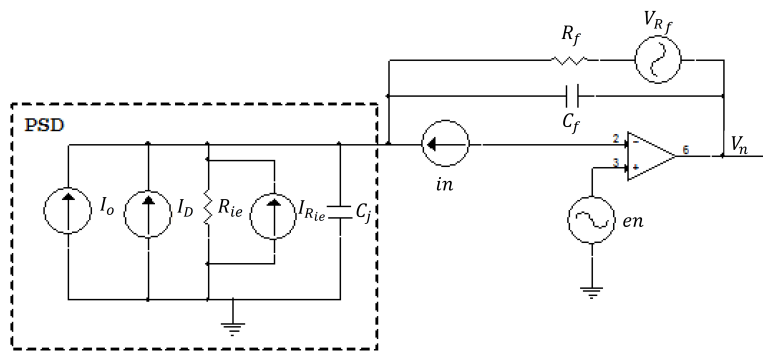 V_{R_f}
R_f
C_f
PSD
2
−
6
V_n
3
+
in
I_o
I_D
R_{ie}
I_{R_{ie}}
C_j
en